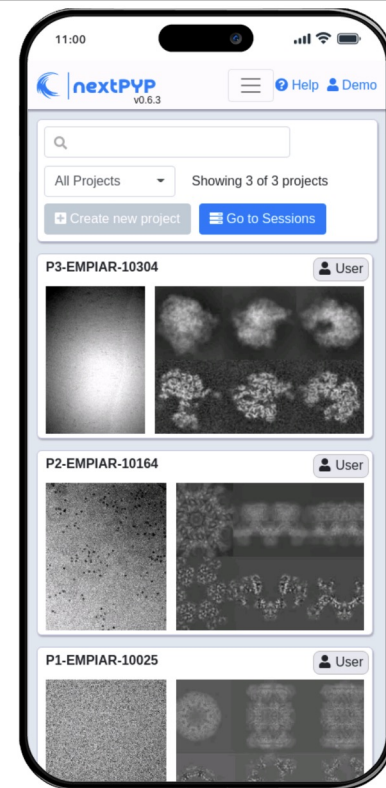 11:00
nextPYP
v0.6.3
Help
Demo
All Projects
Showing 3 of 3 projects
Create new project
Go to Sessions
P3-EMPIAR-10304
User
P2-EMPIAR-10164
User
P1-EMPIAR-10025
User